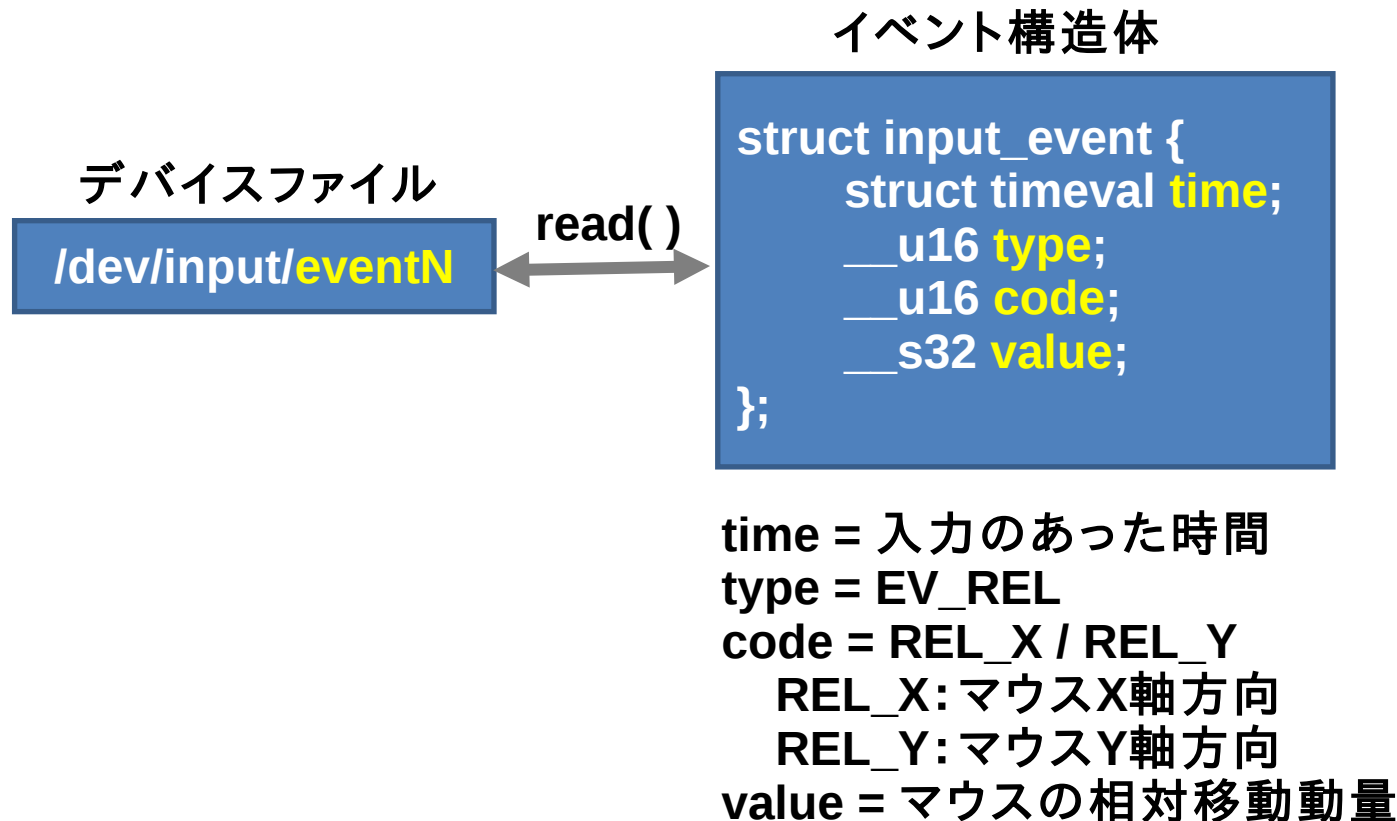 イベント構造体
struct input_event {
struct timeval time;
__u16 type;
__u16 code;
__s32 value;
};
デバイスファイル
/dev/input/eventN
read( )
time = 入力のあった時間
type = EV_REL
code = REL_X / REL_Y
REL_X:マウスX軸方向
REL_Y:マウスY軸方向
value = マウスの相対移動動量